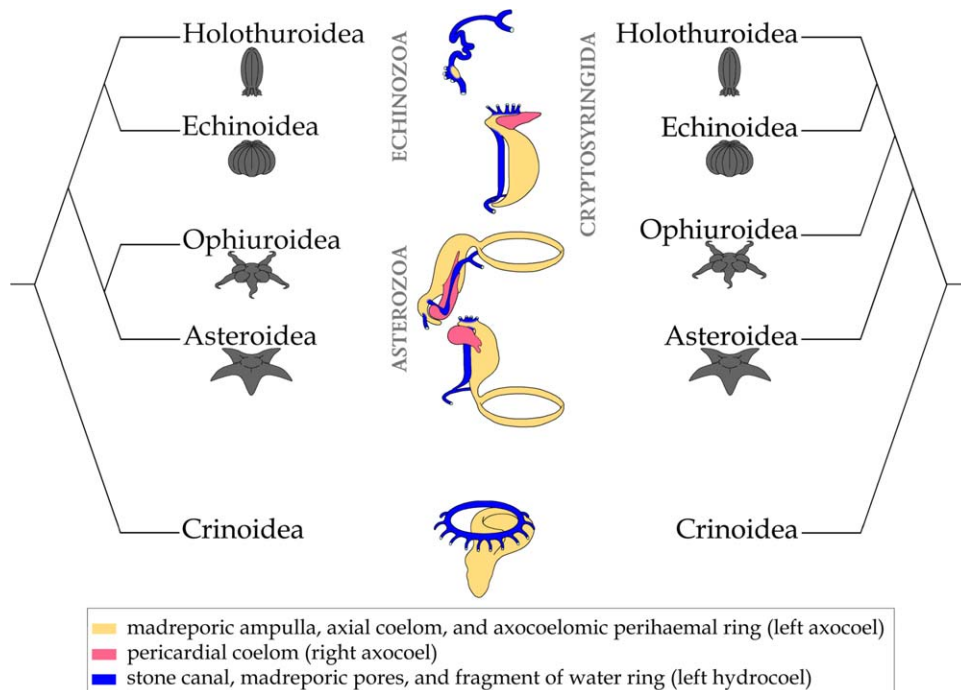 Holothuroidea
Echinoidea
Ophiuroidea
Asteroidea
Crinoidea
ECHINOZOA
ASTEROZOA
CRYPTOSYRINGIDA
Holothuroidea
Echinoidea
Ophiuroidea
Asteroidea
Crinoidea
madreporic ampulla, axial coelom, and axocoelomic perihaemal ring (left axocoel)
pericardial coelom (right axocoel)
stone canal, madreporic pores, and fragment of water ring (left hydrocoel)